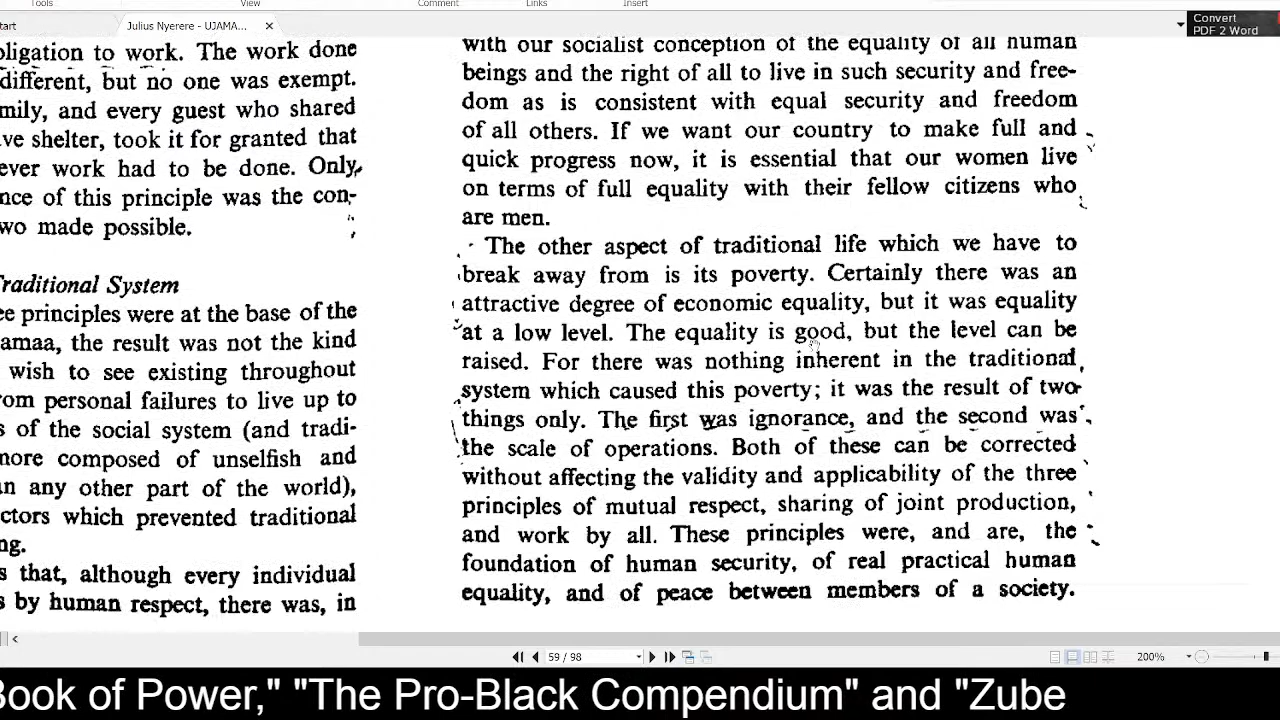 Tools
View
Comment
Links
Insert
tart
Julius Nyerere - UJAMA...
Convert
PDF 2 Word
bligation to work. The work done
different, but no one was exempt.
mily, and every guest who shared
ve shelter, took it for granted that
ever work had to be done. Only
nce of this principle was the con-
wo made possible.
raditional System
ee principles were at the base of the
amaa, the result was not the kind
wish to see existing throughout
om personal failures to live up to
s of the social system (and tradi-
more composed of unselfish and
n any other part of the world),
ctors which prevented traditional
ng.
s that, although every individual
s by human respect, there was, in
with our socialist conception of the equality of all human
beings and the right of all to live in such security and free-
dom as is consistent with equal security and freedom
of all others. If we want our country to make full and
quick progress now, it is essential that our women live
on terms of full equality with their fellow citizens who
are men.
The other aspect of traditional life which we have to
break away from is its poverty. Certainly there was an
attractive degree of economic equality, but it was equality
at a low level. The equality is good, but the level can be
raised. For there was nothing inherent in the traditional
system which caused this poverty; it was the result of two
things only. The first was ignorance, and the second was
the scale of operations. Both of these can be corrected
without affecting the validity and applicability of the three
principles of mutual respect, sharing of joint production,
and work by all. These principles were, and are, the
foundation of human security, of real practical human
equality, and of peace between members of a society.
59 / 98
200%
Book of Power," "The Pro-Black Compendium" and "Zube